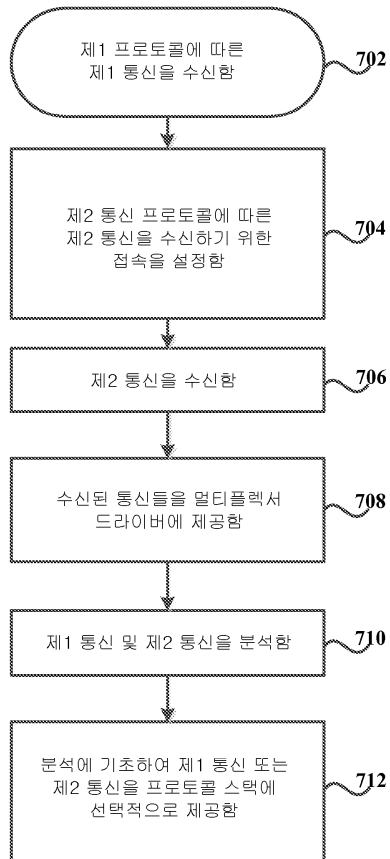 제1 프로토콜에 따른
제1 통신을 수신함
702
제2 통신 프로토콜에 따른
제2 통신을 수신하기 위한
접속을 설정함
704
제2 통신을 수신함
706
수신된 통신들을 멀티플렉서
드라이버에 제공함
708
제1 통신 및 제2 통신을 분석함
710
분석에 기초하여 제1 통신 또는
제2 통신을 프로토콜 스택에
선택적으로 제공함
712